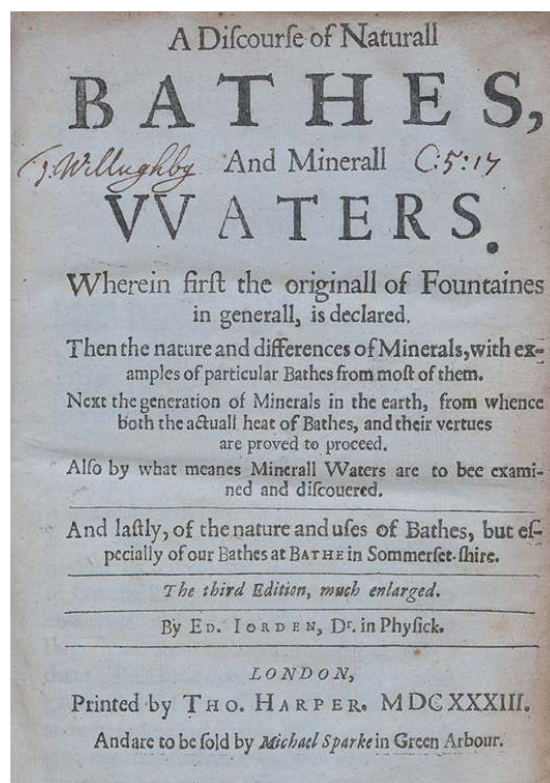 A Diſcourſe of Naturall
BATHES,
J. Willughby And Minerall C:5:17
VVATERS.
Wherein firſt the originall of Fountaines
in generall, is declared.
Then the nature and differences of Minerals, with ex-
amples of particular Bathes from moſt of them.
Next the generation of Minerals in the earth, from whence
both the actuall heat of Bathes, and their vertues
are proved to proceed.
Alſo by what meanes Minerall Waters are to bee exami-
ned and diſcouered.
And laſtly, of the nature and uſes of Bathes, but eſ-
pecially of our Bathes at BATHE in Sommerſet-ſhire.
The third Edition, much enlarged.
By ED. IORDEN, Dr. in Phyſick.
LONDON,
Printed by THO. HARPER. MDCXXXIII.
And are to be ſold by Michael Sparke in Green Arbour.